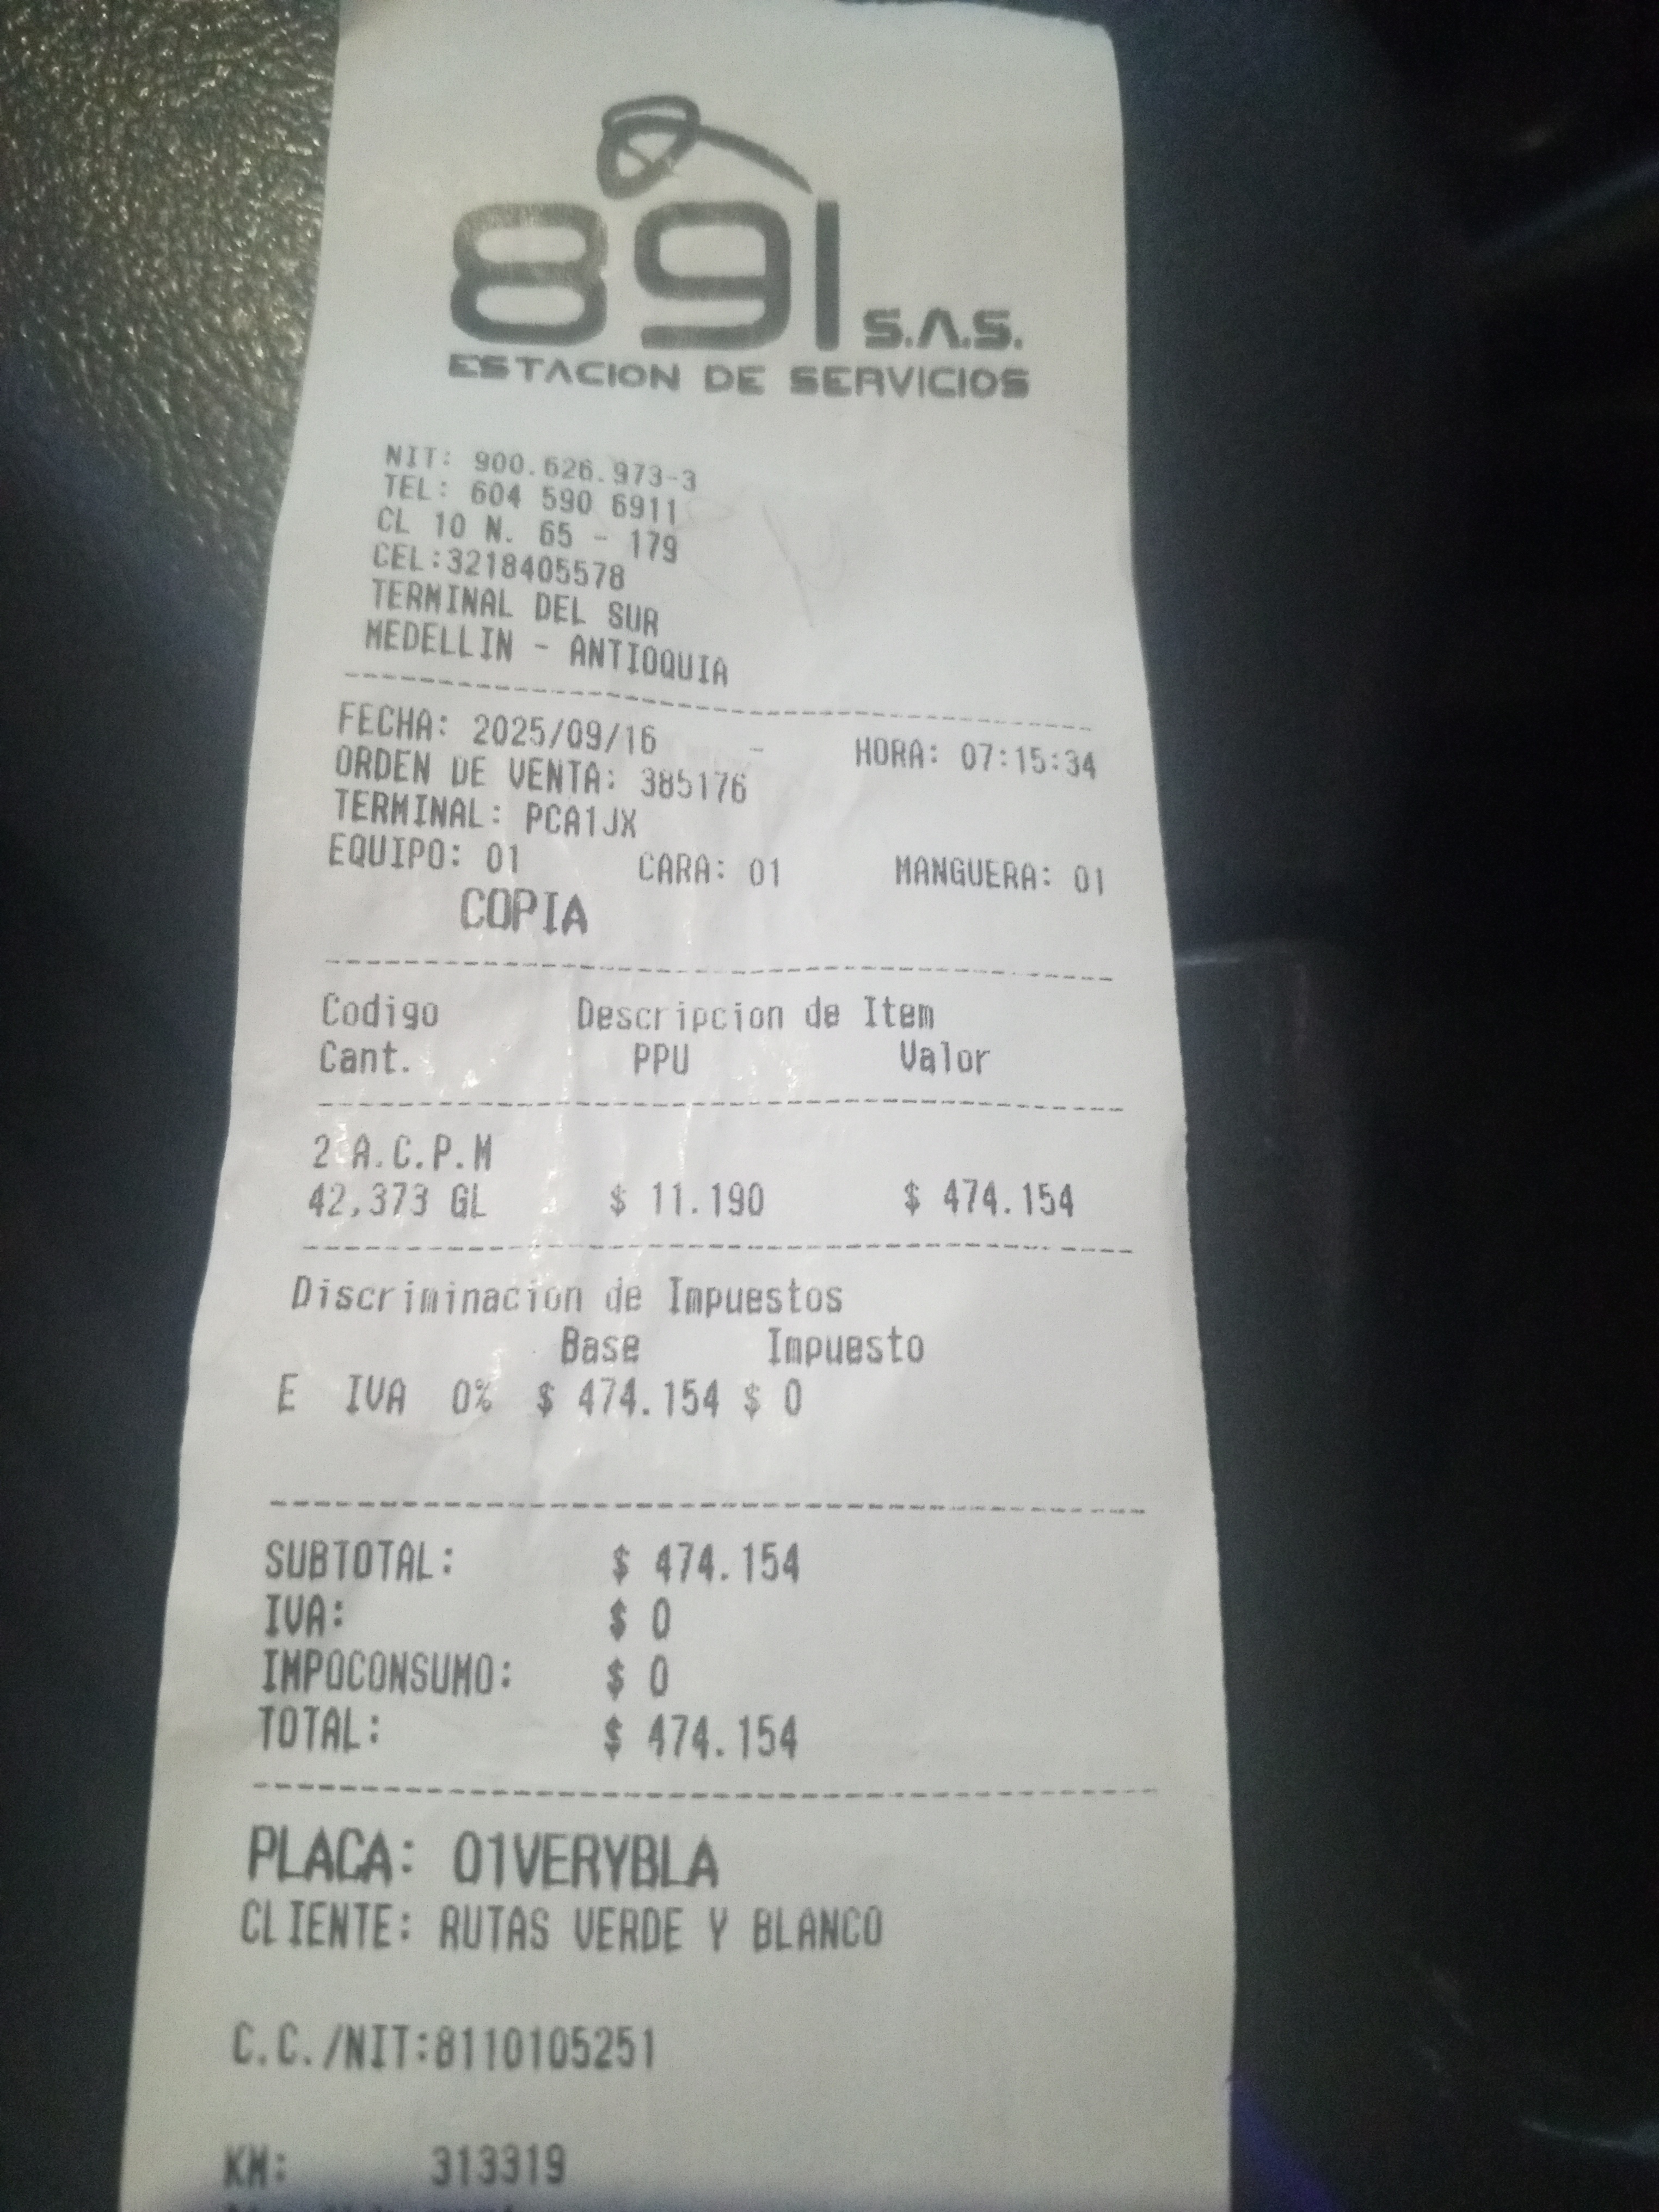 891 S.A.S.
ESTACION DE SERVICIOS
NIT: 900.626.973-3
TEL: 604 590 6911
CL 10 N. 65 - 179
CEL:3218405578
TERMINAL DEL SUR
MEDELLIN - ANTIOQUIA
FECHA: 2025/09/16 - HORA: 07:15:34
ORDEN DE VENTA: 385176
TERMINAL: PCA1JX
EQUIPO: 01 CARA: 01 MANGUERA: 01
COPIA
Codigo Descripcion de Item
Cant. PPU Valor
2 A.C.P.M
42,373 GL $ 11.190 $ 474.154
Discriminacion de Impuestos
Base Impuesto
E IVA 0% $ 474.154 $ 0
SUBTOTAL: $ 474.154
IVA: $ 0
IMPOCONSUMO: $ 0
TOTAL: $ 474.154
PLACA: 01VERYBLA
CLIENTE: RUTAS VERDE Y BLANCO
C.C./NIT:8110105251
KM: 313319